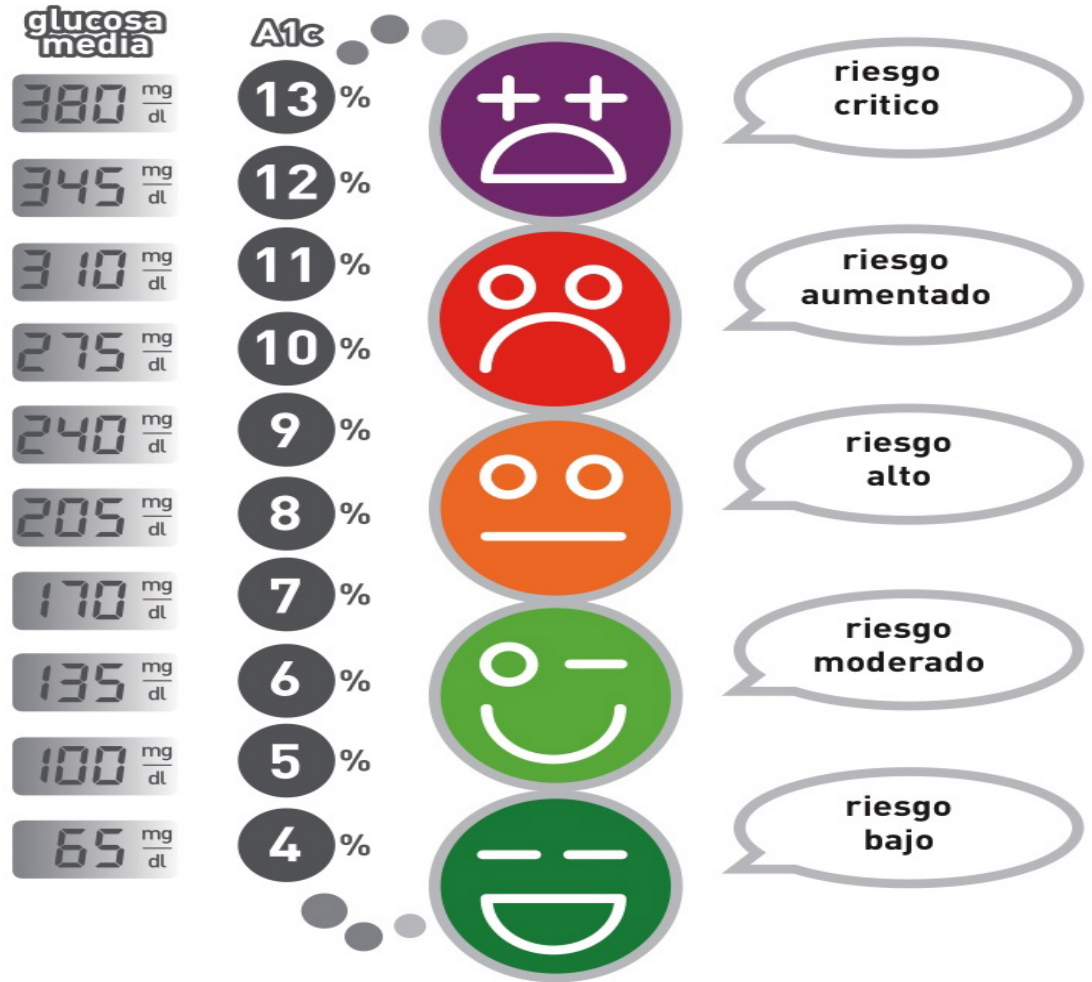 glucosa
media
A1c
380 mg/dl
13 %
riesgo
critico
345 mg/dl
12 %
310 mg/dl
11 %
riesgo
aumentado
275 mg/dl
10 %
240 mg/dl
9 %
riesgo
alto
205 mg/dl
8 %
170 mg/dl
7 %
riesgo
moderado
135 mg/dl
6 %
100 mg/dl
5 %
riesgo
bajo
65 mg/dl
4 %